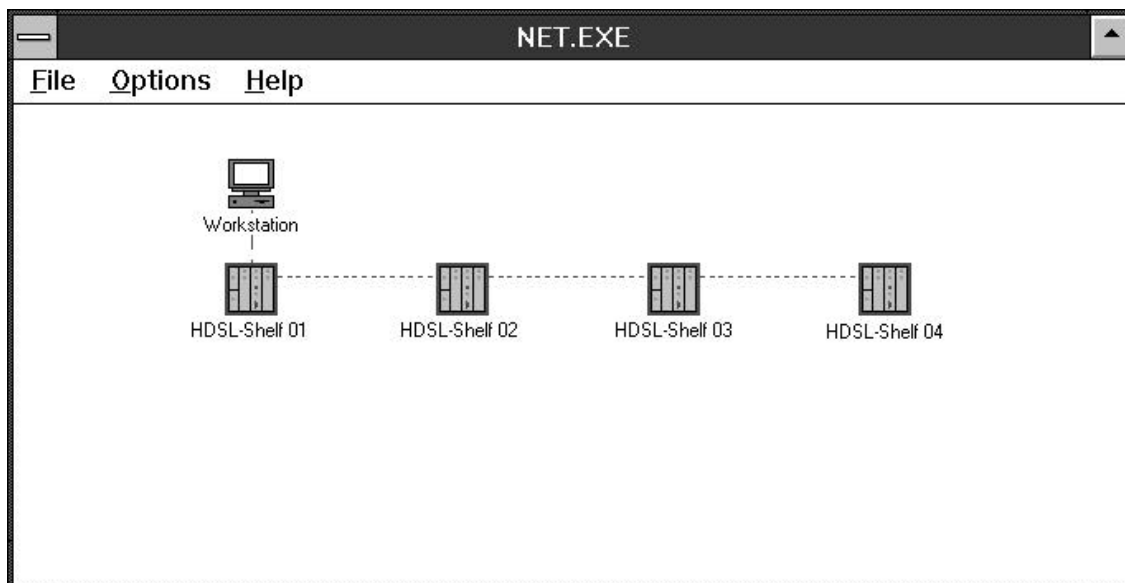 NET.EXE
File Options Help
Workstation
HDSL-Shelf 01 HDSL-Shelf 02 HDSL-Shelf 03 HDSL-Shelf 04